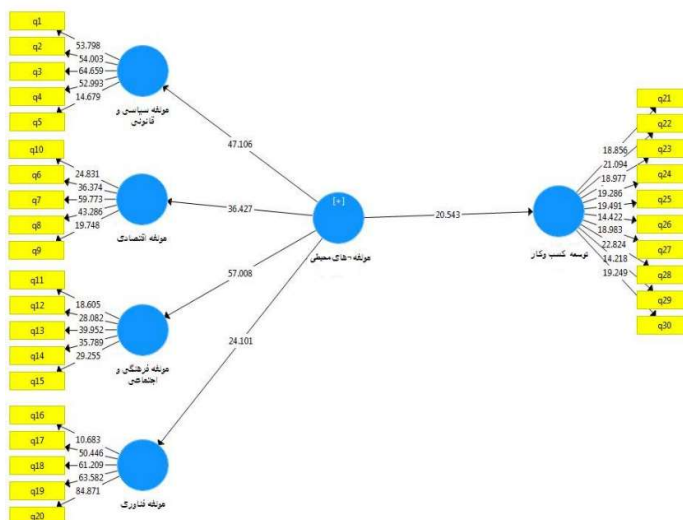 q1
q2
q3
q4
q5
53.798
54.003
64.659
52.993
14.679
مولفه سیاسی و
قانونی
q10
q6
q7
q8
q9
24.831
36.374
59.773
43.286
19.748
مولفه اقتصادی
q11
q12
q13
q14
q15
18.605
28.082
39.952
35.789
29.255
مولفه فرهنگی و
اجتماعی
q16
q17
q18
q19
q20
10.683
50.446
61.209
63.582
84.871
مولفه فناوری
47.106
36.427
57.008
24.101
[+]
مولفه های محیطی
20.543
توسعه کسب وکار
18.856
21.094
18.977
19.286
19.491
14.422
18.983
22.824
14.218
19.249
q21
q22
q23
q24
q25
q26
q27
q28
q29
q30